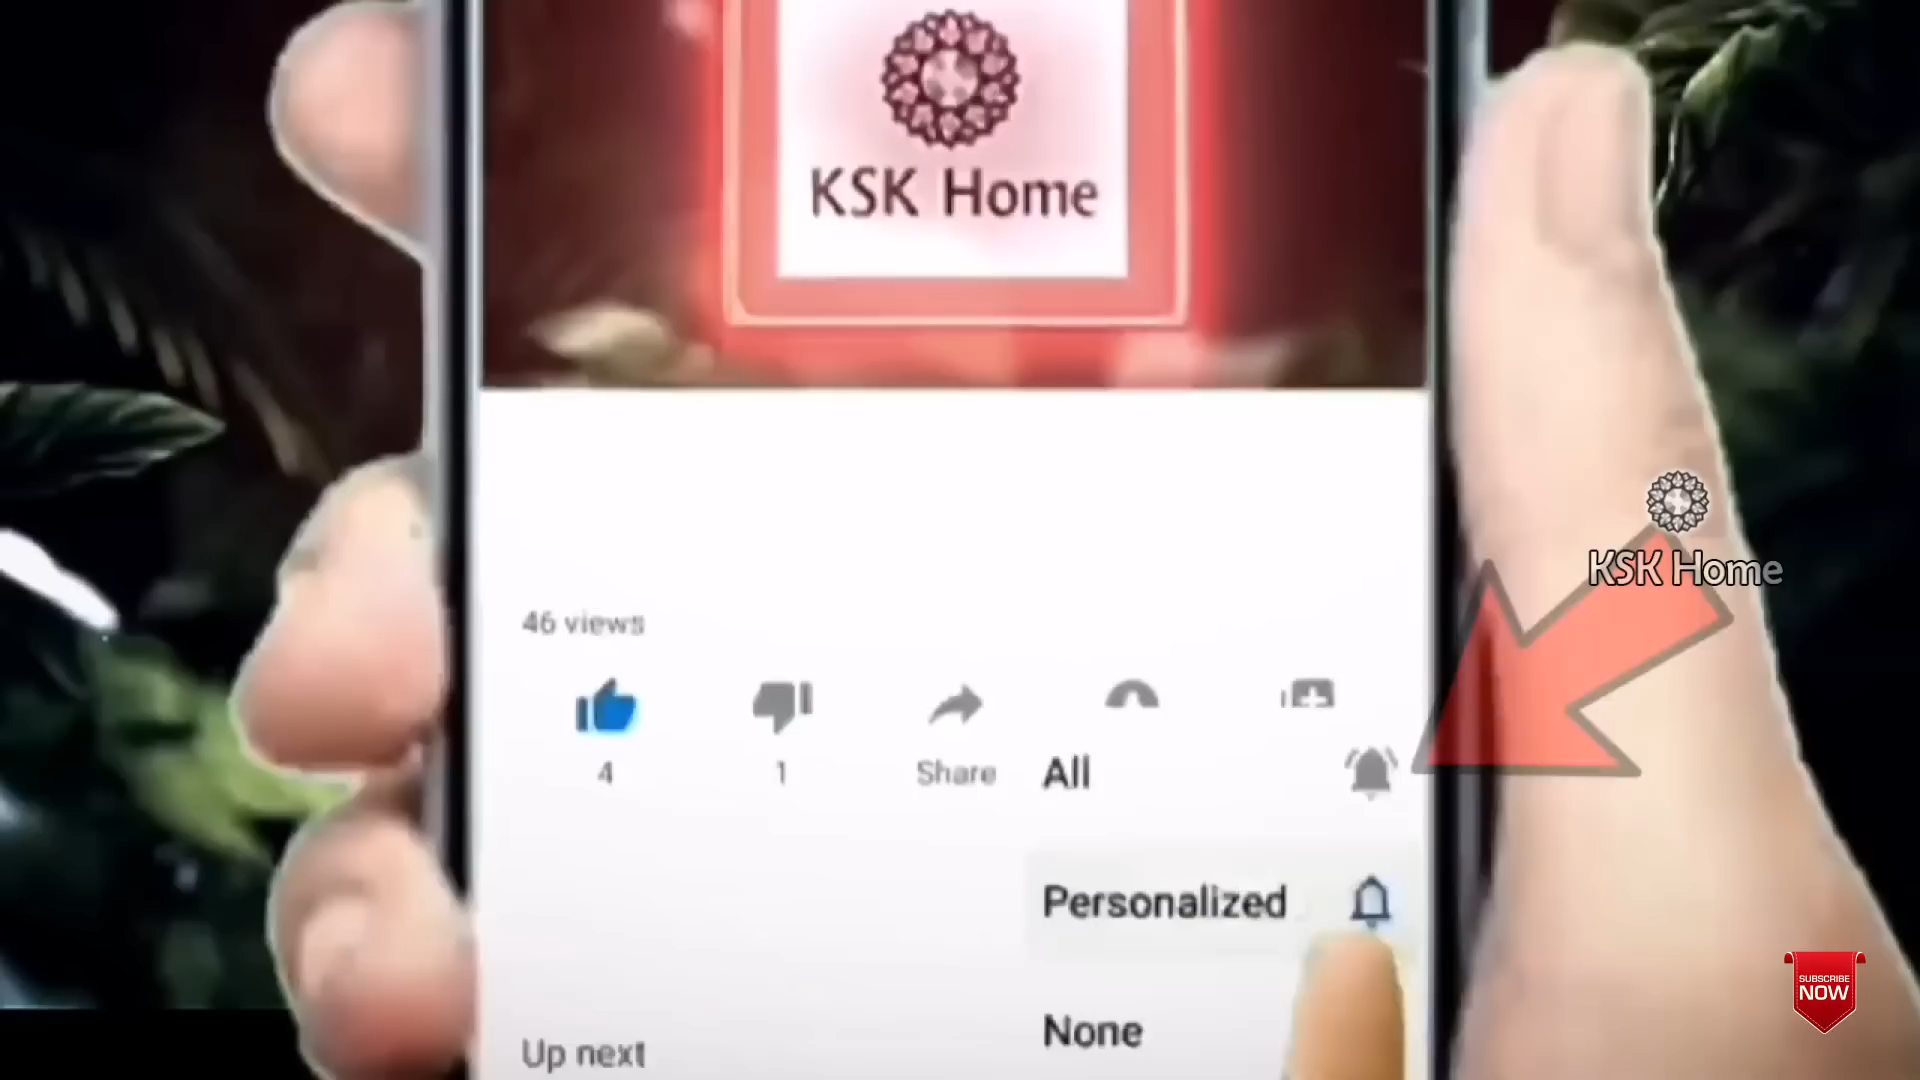 KSK Home
46 views
4
1
Share
All
KSK Home
Personalized
None
Up next
SUBSCRIBE
NOW